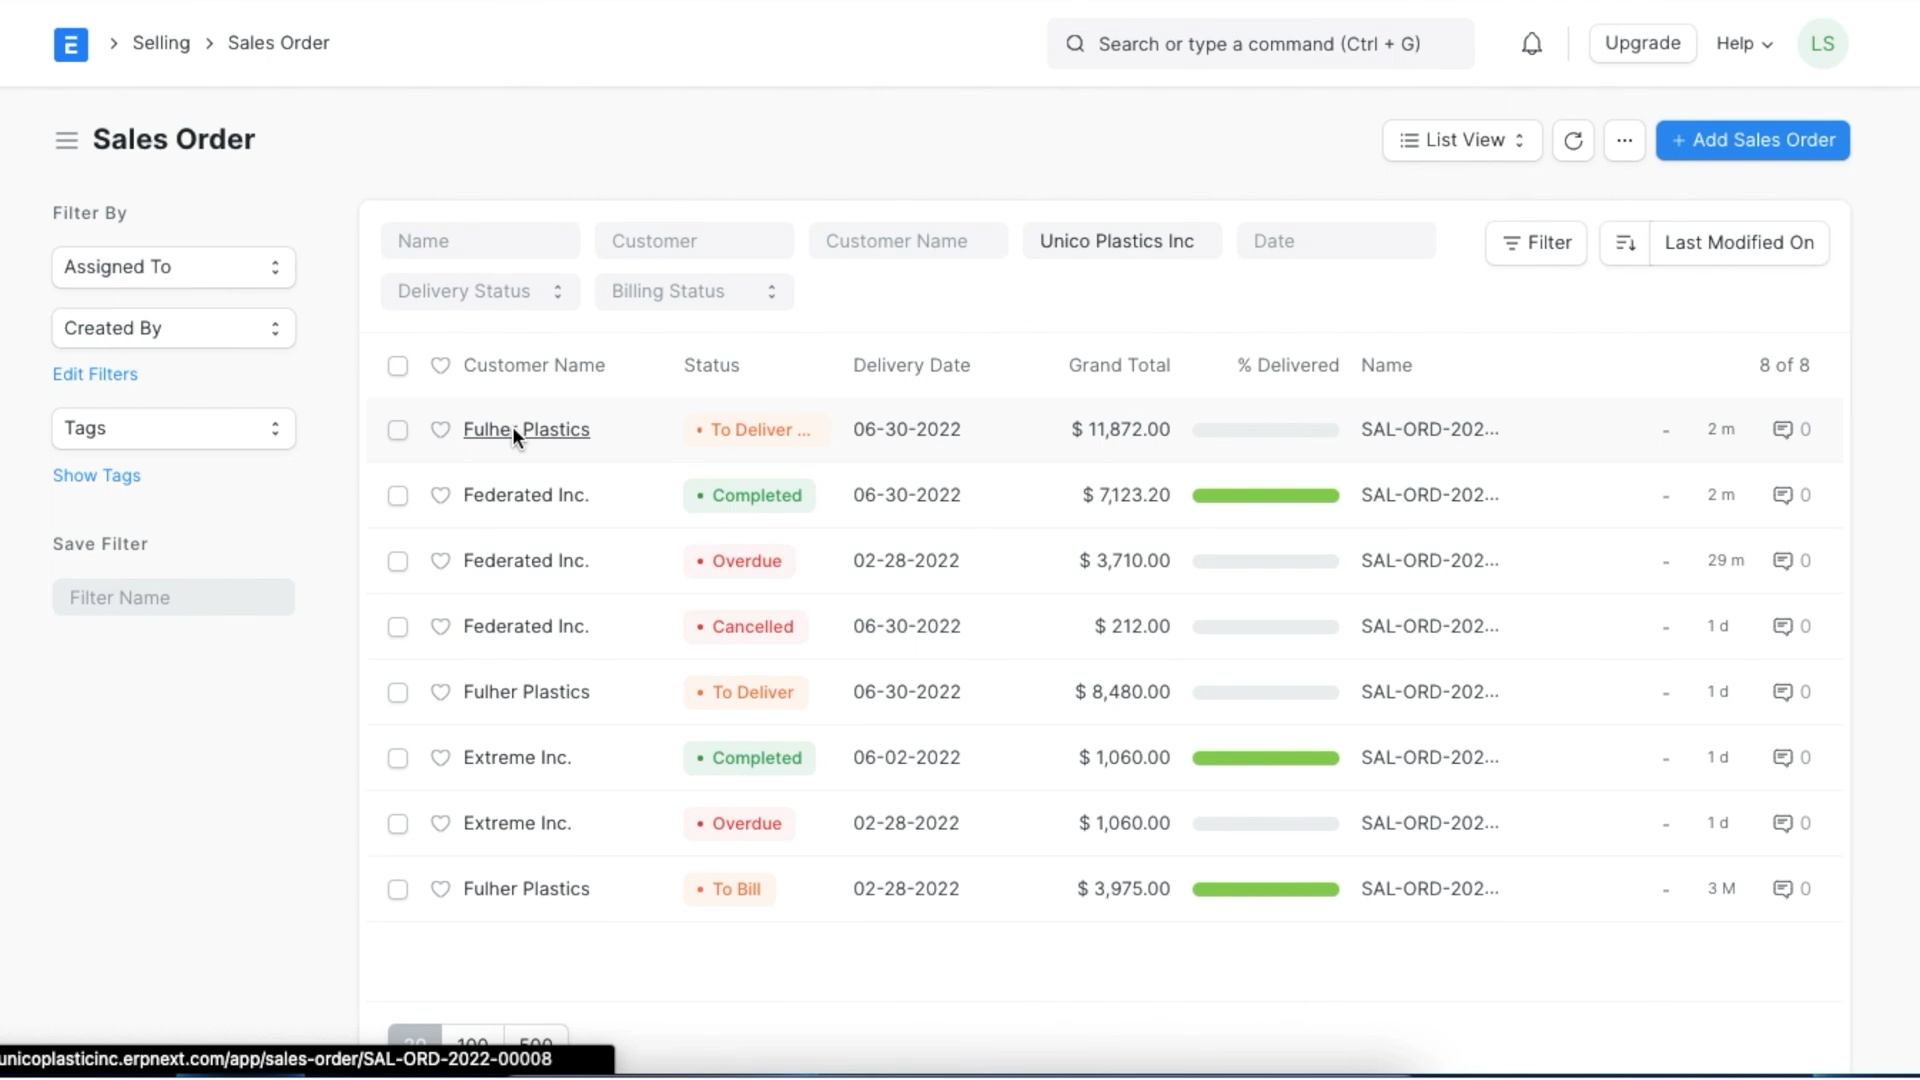 E > Selling > Sales Order Search or type a command (Ctrl + G) Upgrade Help LS
Sales Order List View ... + Add Sales Order
Filter By
Assigned To
Created By
Edit Filters
Tags
Show Tags
Save Filter
Filter Name
Name Customer Customer Name Unico Plastics Inc Date Filter Last Modified On
Delivery Status Billing Status
Customer Name Status Delivery Date Grand Total % Delivered Name 8 of 8
Fulher Plastics • To Deliver ... 06-30-2022 $ 11,872.00 SAL-ORD-202... - 2 m 0
Federated Inc. • Completed 06-30-2022 $ 7,123.20 SAL-ORD-202... - 2 m 0
Federated Inc. • Overdue 02-28-2022 $ 3,710.00 SAL-ORD-202... - 29 m 0
Federated Inc. • Cancelled 06-30-2022 $ 212.00 SAL-ORD-202... - 1 d 0
Fulher Plastics • To Deliver 06-30-2022 $ 8,480.00 SAL-ORD-202... - 1 d 0
Extreme Inc. • Completed 06-02-2022 $ 1,060.00 SAL-ORD-202... - 1 d 0
Extreme Inc. • Overdue 02-28-2022 $ 1,060.00 SAL-ORD-202... - 1 d 0
Fulher Plastics • To Bill 02-28-2022 $ 3,975.00 SAL-ORD-202... - 3 M 0
20 100 500
unicoplasticinc.erpnext.com/app/sales-order/SAL-ORD-2022-00008